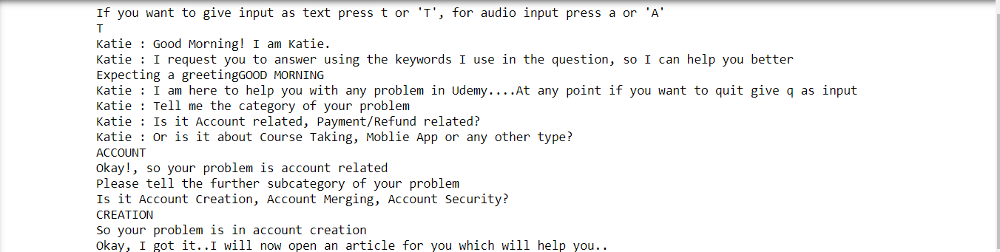 If you want to give input as text press t or 'T', for audio input press a or 'A'
T
Katie : Good Morning! I am Katie.
Katie : I request you to answer using the keywords I use in the question, so I can help you better
Expecting a greetingGOOD MORNING
Katie : I am here to help you with any problem in Udemy....At any point if you want to quit give q as input
Katie : Tell me the category of your problem
Katie : Is it Account related, Payment/Refund related?
Katie : Or is it about Course Taking, Moblie App or any other type?
ACCOUNT
Okay!, so your problem is account related
Please tell the further subcategory of your problem
Is it Account Creation, Account Merging, Account Security?
CREATION
So your problem is in account creation
Okay, I got it..I will now open an article for you which will help you..